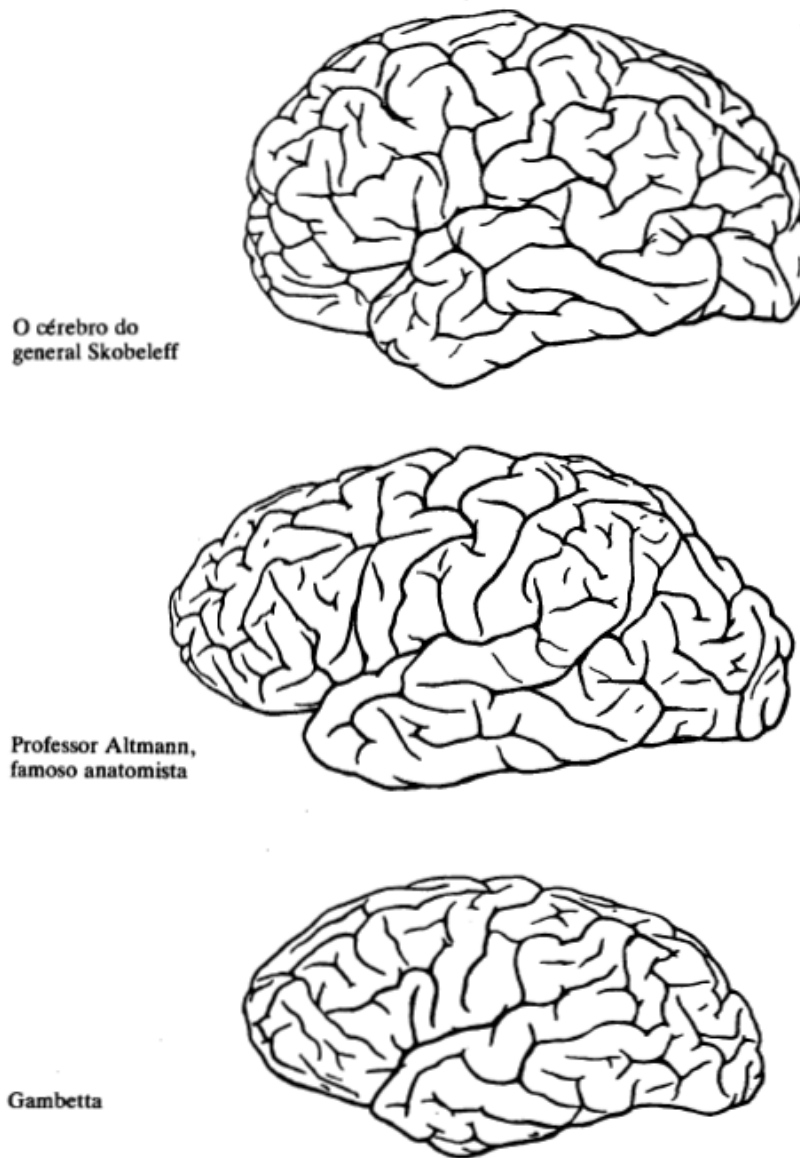 O cérebro do
general Skobeleff
Professor Altmann,
famoso anatomista
Gambetta